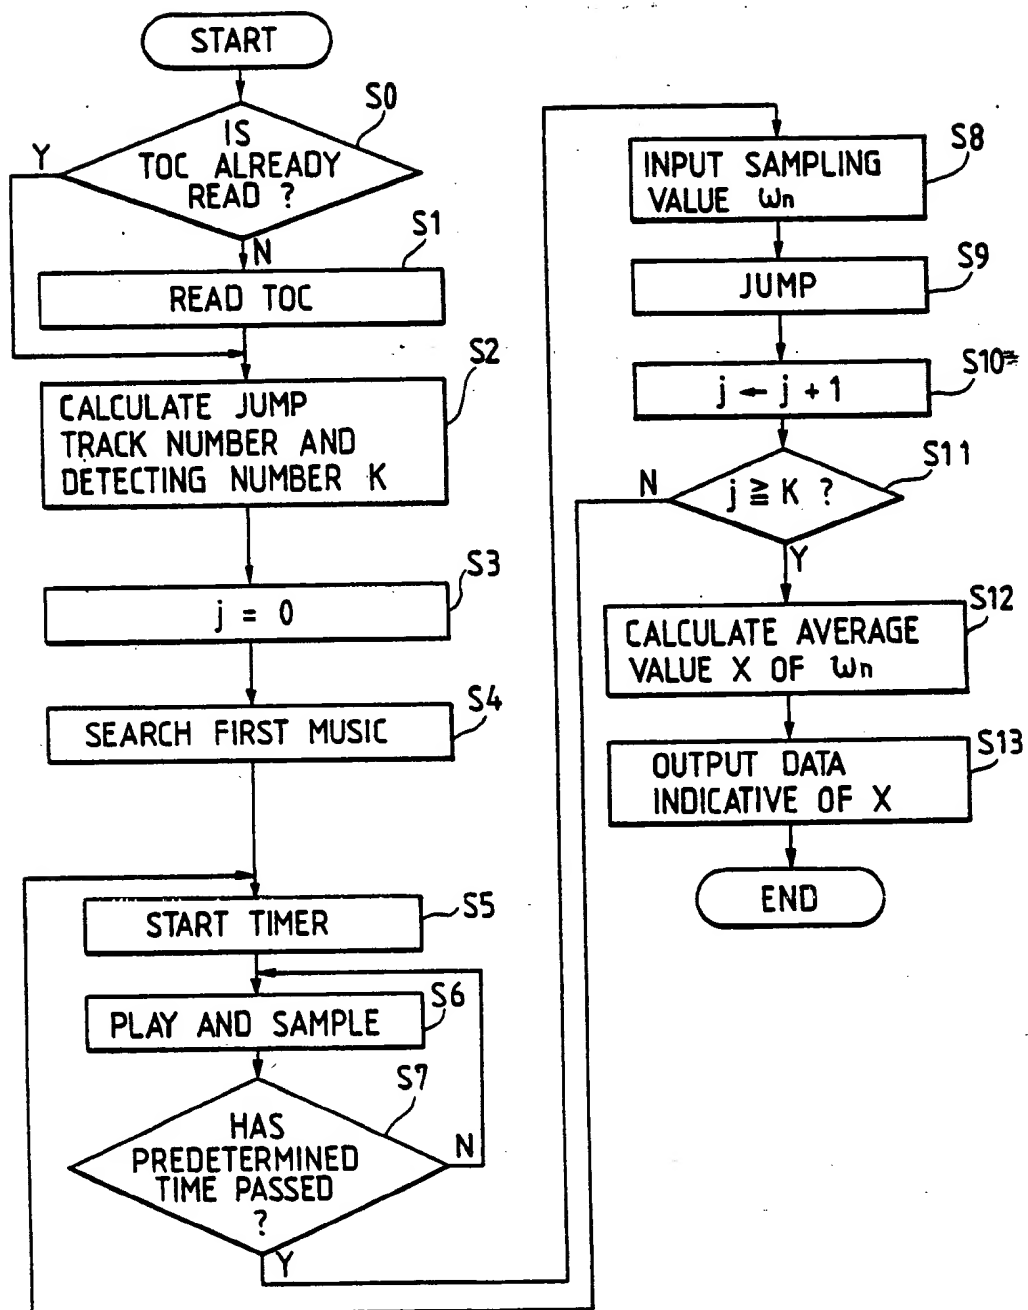 START
S0
IS
TOC ALREADY
READ ?
Y
N
S1
READ TOC
S2
CALCULATE JUMP
TRACK NUMBER AND
DETECTING NUMBER K
S3
j = 0
S4
SEARCH FIRST MUSIC
S5
START TIMER
S6
PLAY AND SAMPLE
S7
HAS
PREDETERMINED
TIME PASSED
?
N
Y
S8
INPUT SAMPLING
VALUE ωn
S9
JUMP
S10
j ← j + 1
S11
j ≧ K ?
N
Y
S12
CALCULATE AVERAGE
VALUE X OF ωn
S13
OUTPUT DATA
INDICATIVE OF X
END